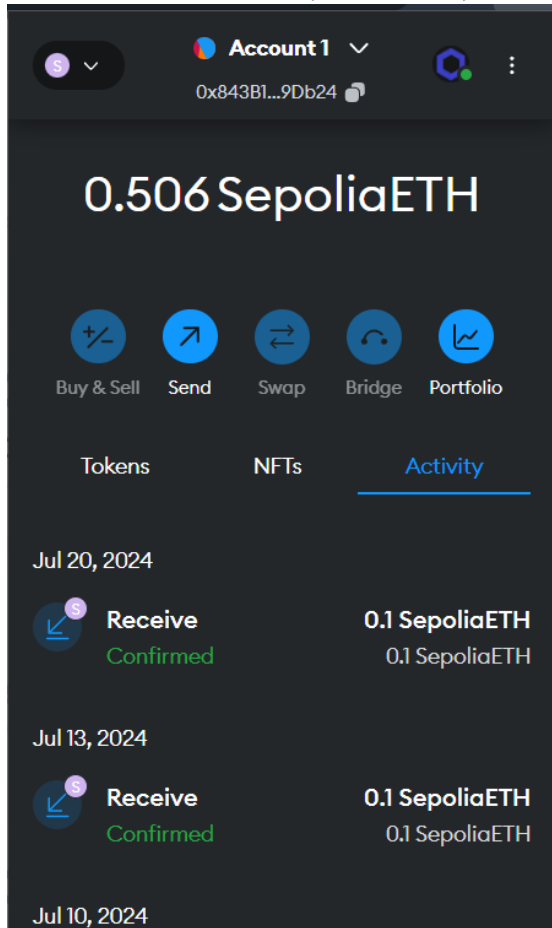 S
Account 1
0x843B1...9Db24
0.506 SepoliaETH
Buy & Sell
Send
Swap
Bridge
Portfolio
Tokens
NFTs
Activity
Jul 20, 2024
S
Receive
0.1 SepoliaETH
Confirmed
0.1 SepoliaETH
Jul 13, 2024
S
Receive
0.1 SepoliaETH
Confirmed
0.1 SepoliaETH
Jul 10, 2024